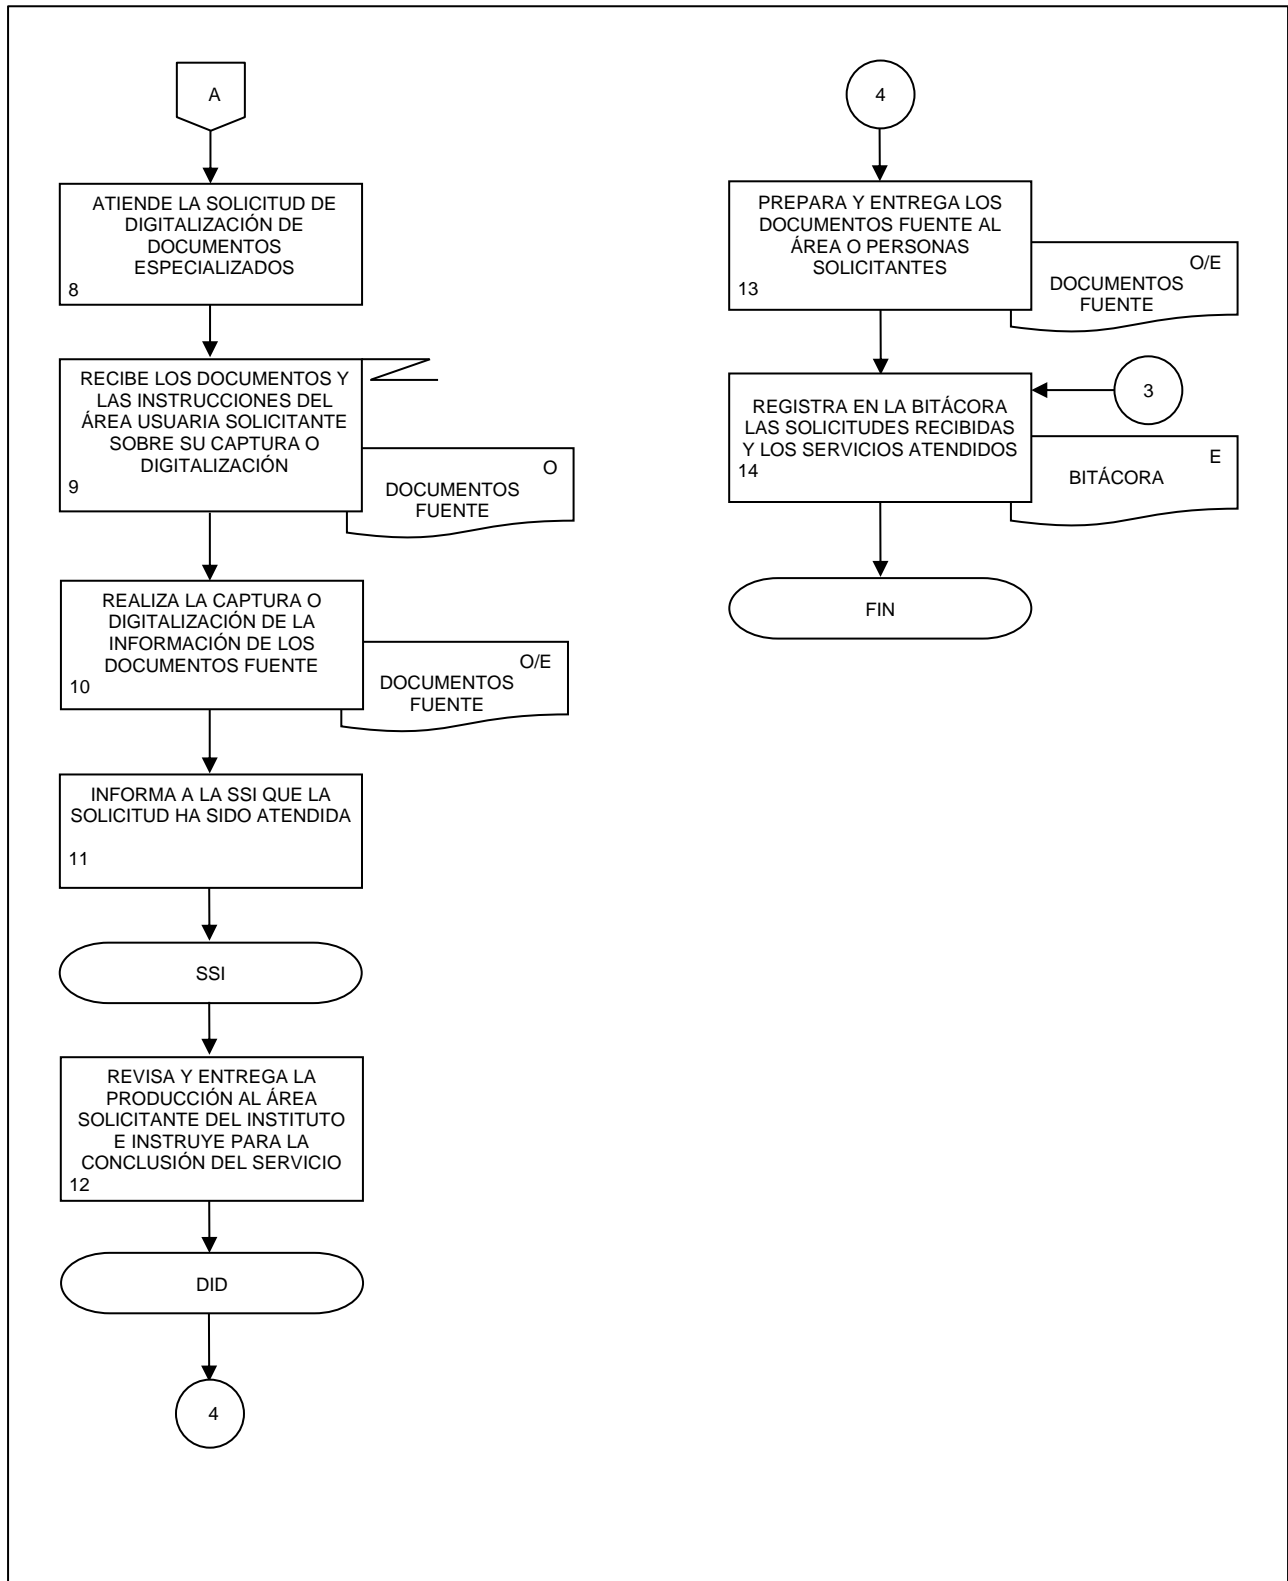 A
ATIENDE LA SOLICITUD DE
DIGITALIZACIÓN DE
DOCUMENTOS
ESPECIALIZADOS
8
RECIBE LOS DOCUMENTOS Y
LAS INSTRUCCIONES DEL
ÁREA USUARIA SOLICITANTE
SOBRE SU CAPTURA O
DIGITALIZACIÓN
9
O
DOCUMENTOS
FUENTE
REALIZA LA CAPTURA O
DIGITALIZACIÓN DE LA
INFORMACIÓN DE LOS
DOCUMENTOS FUENTE
10
O/E
DOCUMENTOS
FUENTE
INFORMA A LA SSI QUE LA
SOLICITUD HA SIDO ATENDIDA
11
SSI
REVISA Y ENTREGA LA
PRODUCCIÓN AL ÁREA
SOLICITANTE DEL INSTITUTO
E INSTRUYE PARA LA
CONCLUSIÓN DEL SERVICIO
12
DID
4
4
PREPARA Y ENTREGA LOS
DOCUMENTOS FUENTE AL
ÁREA O PERSONAS
SOLICITANTES
13
O/E
DOCUMENTOS
FUENTE
3
REGISTRA EN LA BITÁCORA
LAS SOLICITUDES RECIBIDAS
Y LOS SERVICIOS ATENDIDOS
14
E
BITÁCORA
FIN